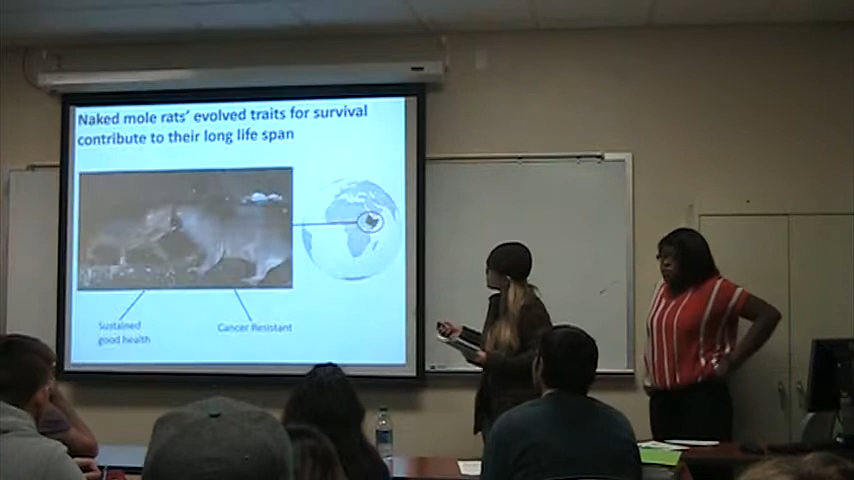 Naked mole rats' evolved traits for survival
contribute to their long life span
Sustained
good health
Cancer Resistant